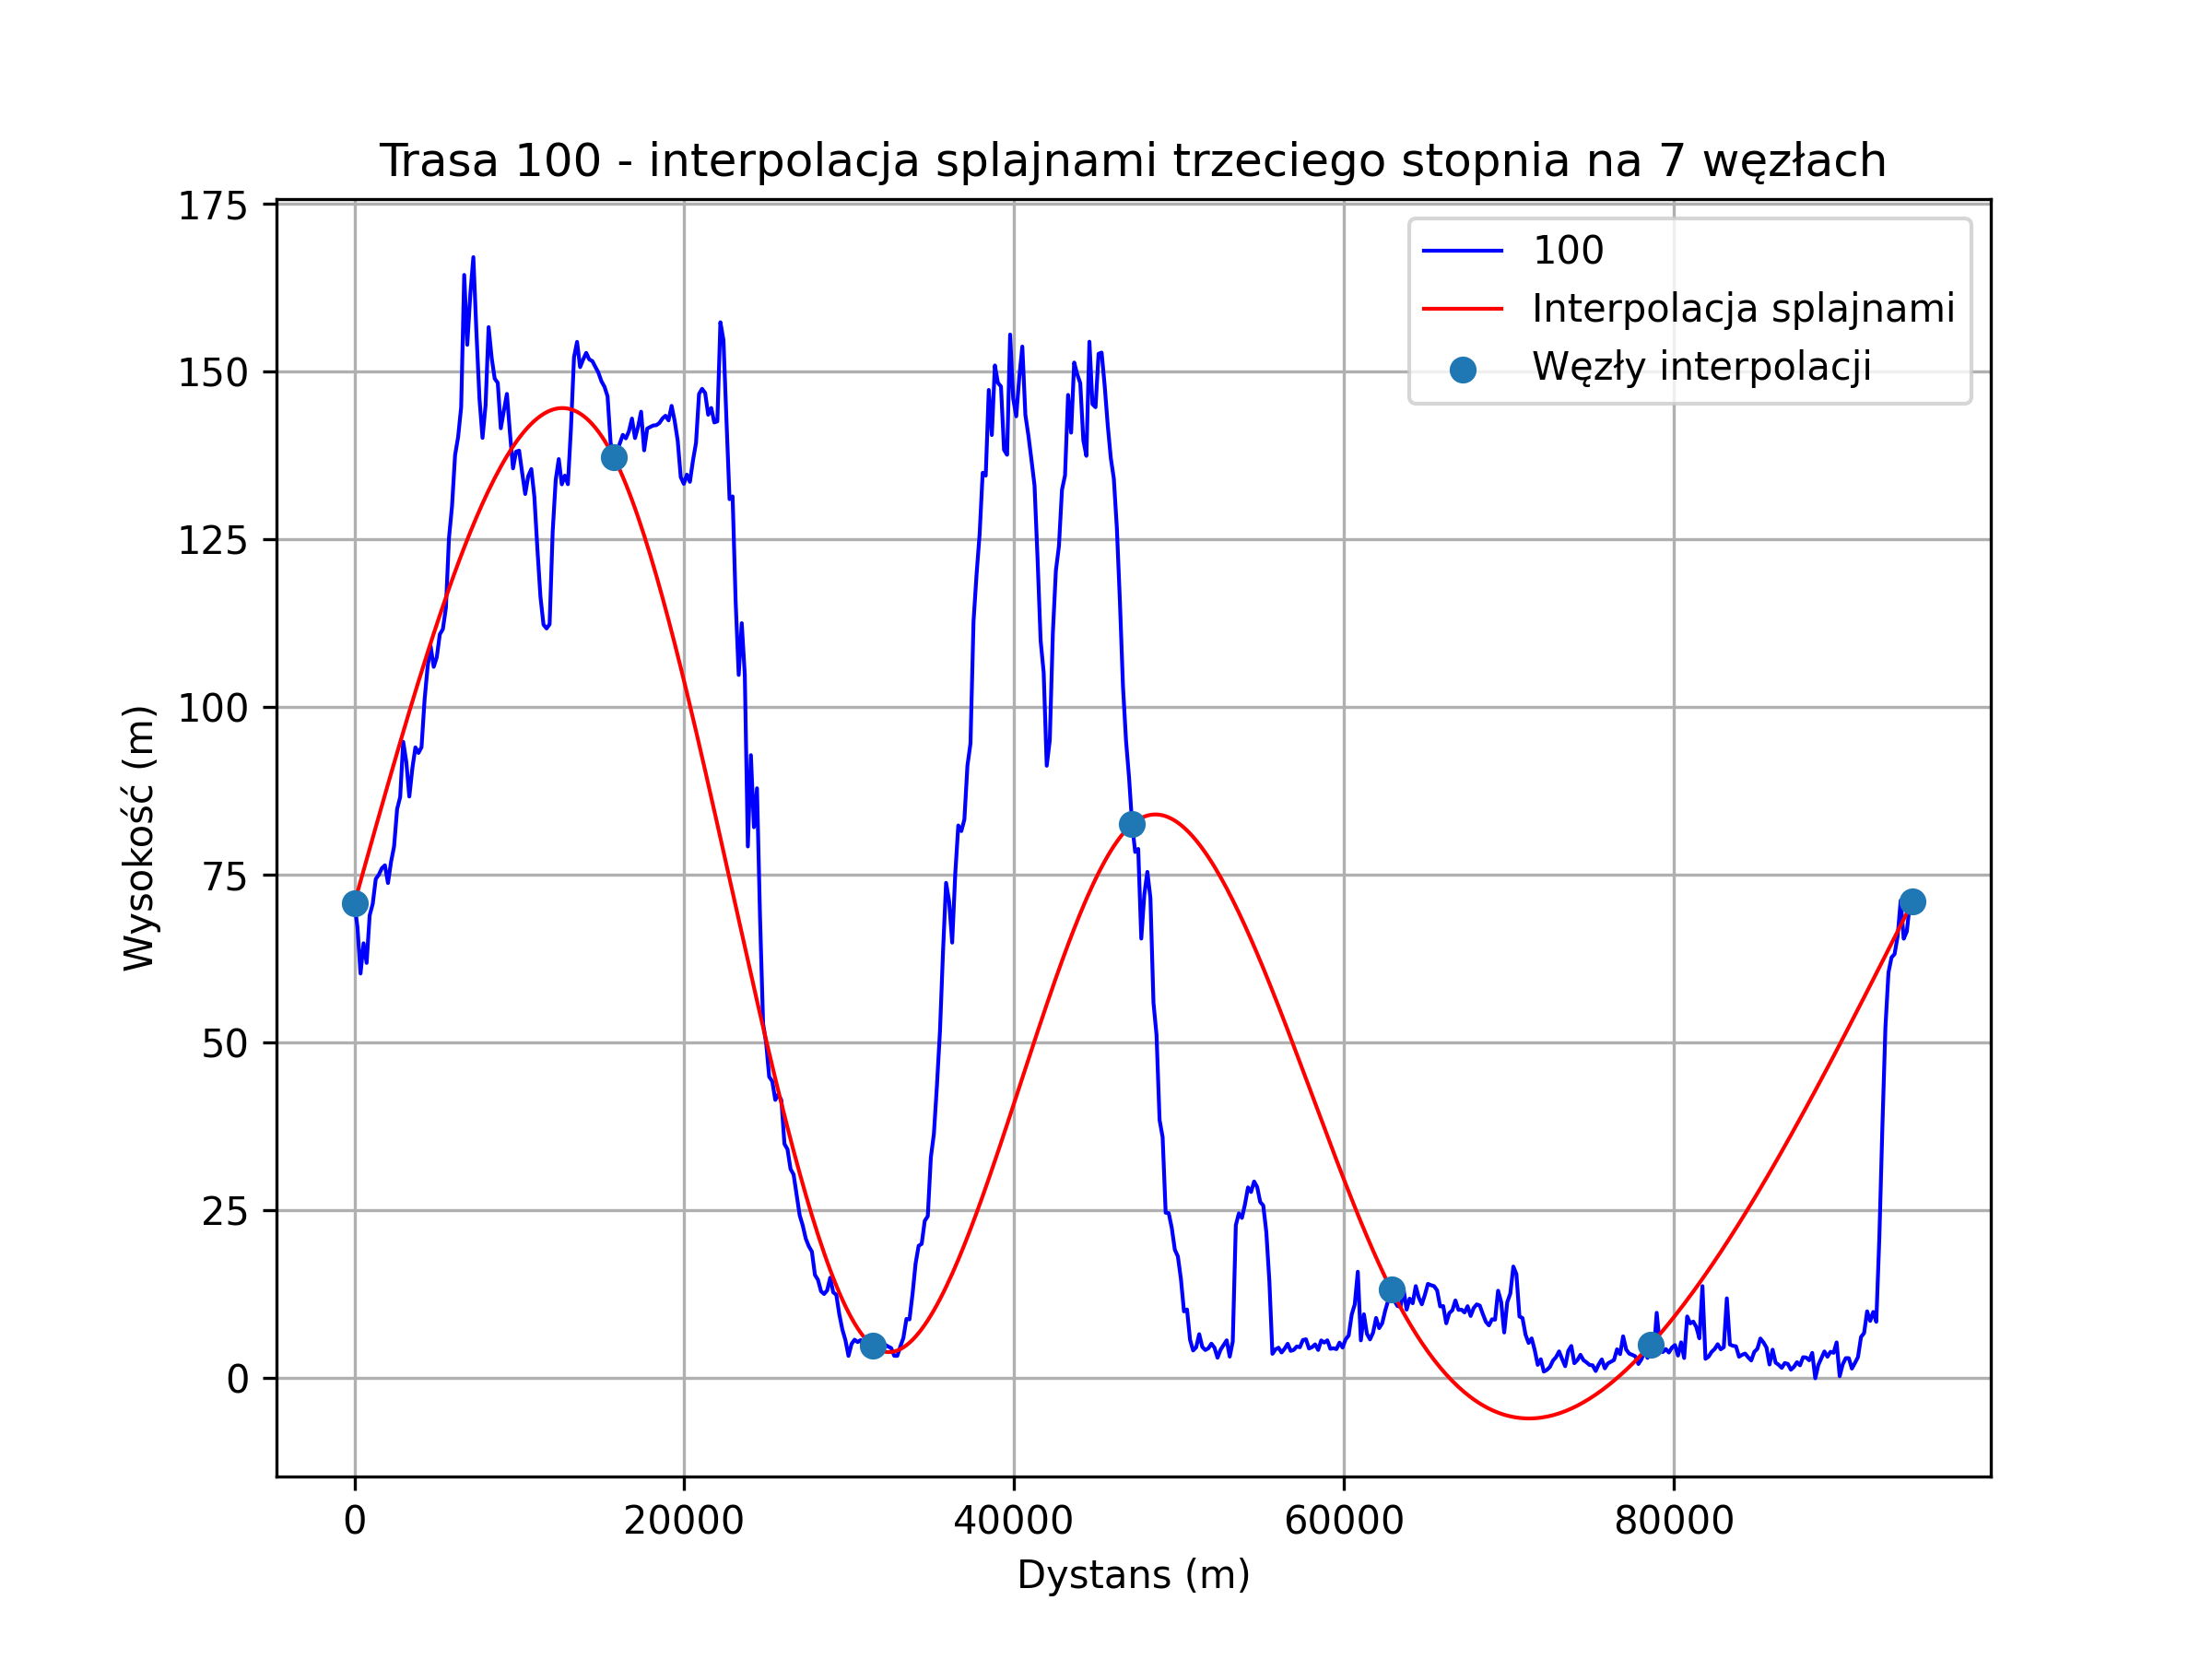 Trasa 100 - interpolacja splajnami trzeciego stopnia na 7 węzłach
175
150
125
100
75
50
25
0
Wysokość (m)
100
Interpolacja splajnami
Węzły interpolacji
0 20000 40000 60000 80000
Dystans (m)